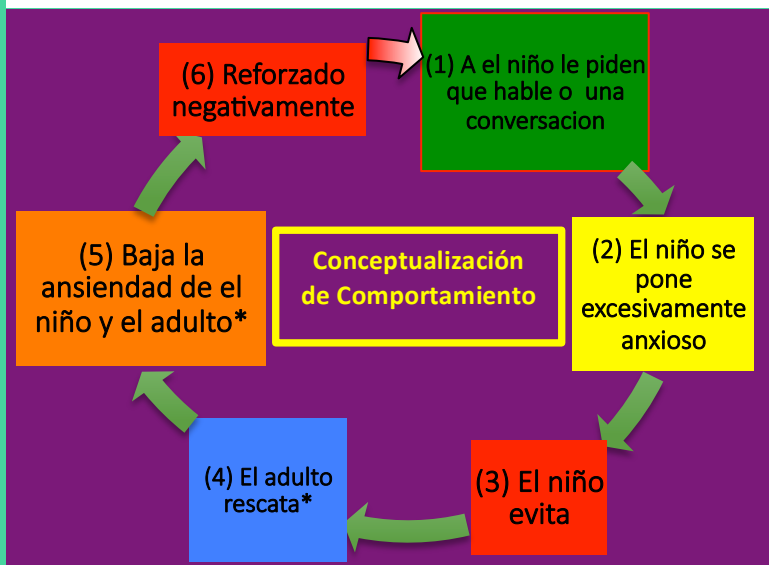 (1) A el niño le piden
que hable o una
conversacion
(2) El niño se
pone
excesivamente
anxioso
(3) El niño
evita
(4) El adulto
rescata*
(5) Baja la
ansiendad de el
niño y el adulto*
(6) Reforzado
negativamente
Conceptualización
de Comportamiento